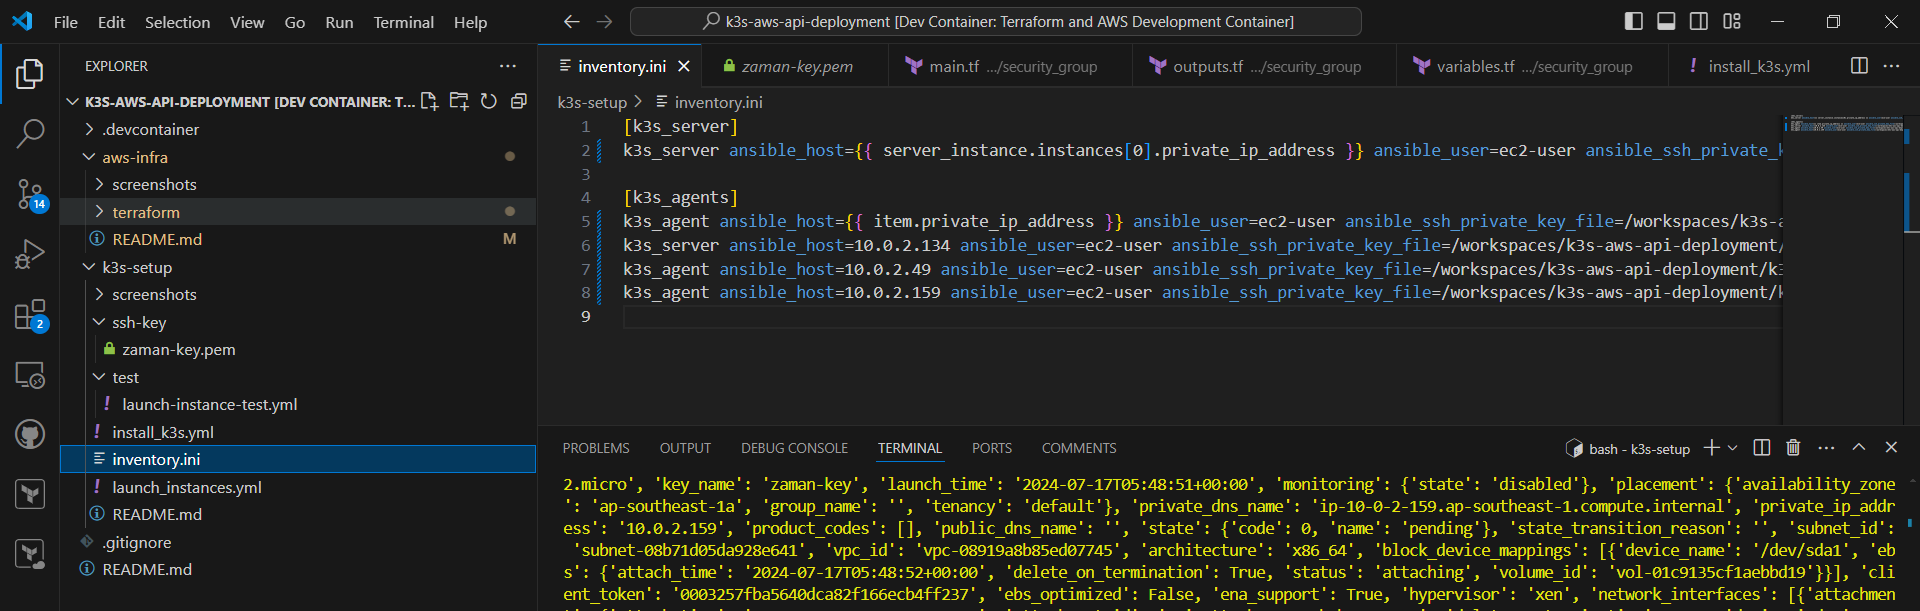 File Edit Selection View Go Run Terminal Help
k3s-aws-api-deployment [Dev Container: Terraform and AWS Development Container]
EXPLORER
K3S-AWS-API-DEPLOYMENT [DEV CONTAINER: T...
.devcontainer
aws-infra
screenshots
terraform
README.md M
k3s-setup
screenshots
ssh-key
zaman-key.pem
test
launch-instance-test.yml
install_k3s.yml
inventory.ini
launch_instances.yml
README.md
.gitignore
README.md
14
2
inventory.ini zaman-key.pem main.tf .../security_group outputs.tf .../security_group variables.tf .../security_group install_k3s.yml
k3s-setup > inventory.ini
1 [k3s_server]
2 k3s_server ansible_host={{ server_instance.instances[0].private_ip_address }} ansible_user=ec2-user ansible_ssh_private_k
3
4 [k3s_agents]
5 k3s_agent ansible_host={{ item.private_ip_address }} ansible_user=ec2-user ansible_ssh_private_key_file=/workspaces/k3s-a
6 k3s_server ansible_host=10.0.2.134 ansible_user=ec2-user ansible_ssh_private_key_file=/workspaces/k3s-aws-api-deployment/
7 k3s_agent ansible_host=10.0.2.49 ansible_user=ec2-user ansible_ssh_private_key_file=/workspaces/k3s-aws-api-deployment/k3
8 k3s_agent ansible_host=10.0.2.159 ansible_user=ec2-user ansible_ssh_private_key_file=/workspaces/k3s-aws-api-deployment/k
9
PROBLEMS OUTPUT DEBUG CONSOLE TERMINAL PORTS COMMENTS bash - k3s-setup
2.micro', 'key_name': 'zaman-key', 'launch_time': '2024-07-17T05:48:51+00:00', 'monitoring': {'state': 'disabled'}, 'placement': {'availability_zone
': 'ap-southeast-1a', 'group_name': '', 'tenancy': 'default'}, 'private_dns_name': 'ip-10-0-2-159.ap-southeast-1.compute.internal', 'private_ip_addr
ess': '10.0.2.159', 'product_codes': [], 'public_dns_name': '', 'state': {'code': 0, 'name': 'pending'}, 'state_transition_reason': '', 'subnet_id':
'subnet-08b71d05da928e641', 'vpc_id': 'vpc-08919a8b85ed07745', 'architecture': 'x86_64', 'block_device_mappings': [{'device_name': '/dev/sda1', 'eb
s': {'attach_time': '2024-07-17T05:48:52+00:00', 'delete_on_termination': True, 'status': 'attaching', 'volume_id': 'vol-01c9135cf1aebbd19'}}], 'cli
ent_token': '0003257fba5640dca82f166ecb4ff237', 'ebs_optimized': False, 'ena_support': True, 'hypervisor': 'xen', 'network_interfaces': [{'attachmen